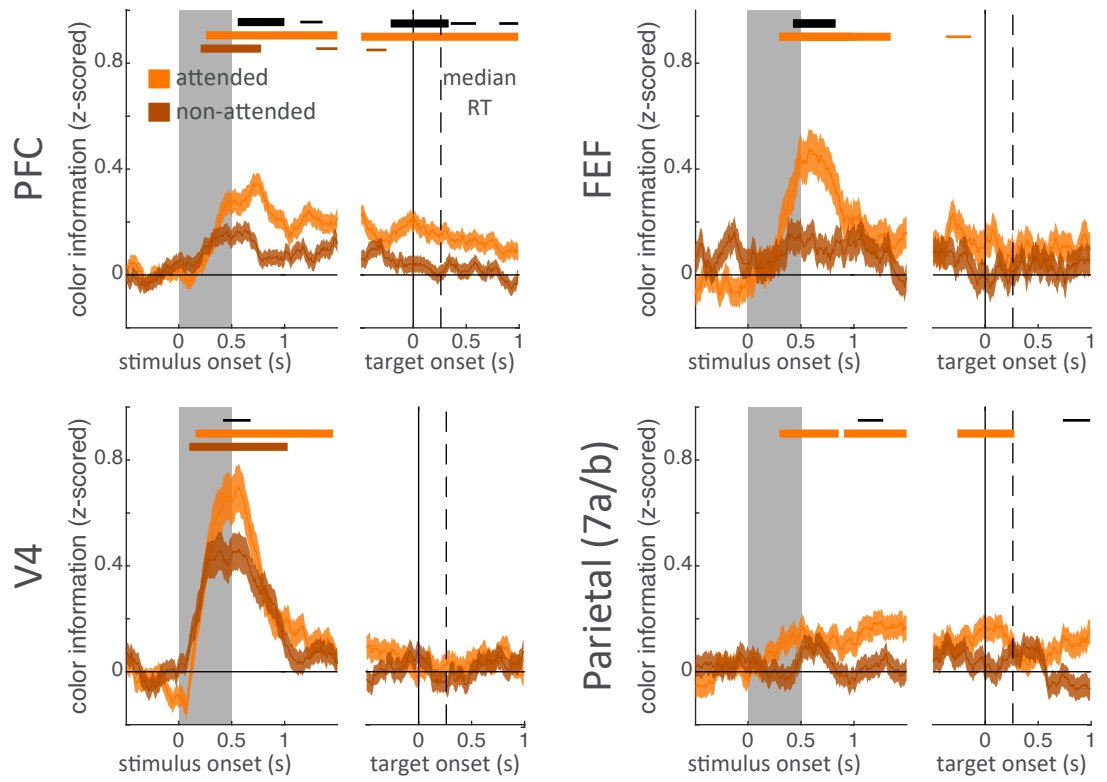 PFC
color information (z-scored)
0.8
0.4
0
attended
non-attended
median
RT
0 0.5 1
stimulus onset (s)
0 0.5 1
target onset (s)
FEF
color information (z-scored)
0.8
0.4
0
0 0.5 1
stimulus onset (s)
0 0.5 1
target onset (s)
V4
color information (z-scored)
0.8
0.4
0
0 0.5 1
stimulus onset (s)
0 0.5 1
target onset (s)
Parietal (7a/b)
color information (z-scored)
0.8
0.4
0
0 0.5 1
stimulus onset (s)
0 0.5 1
target onset (s)